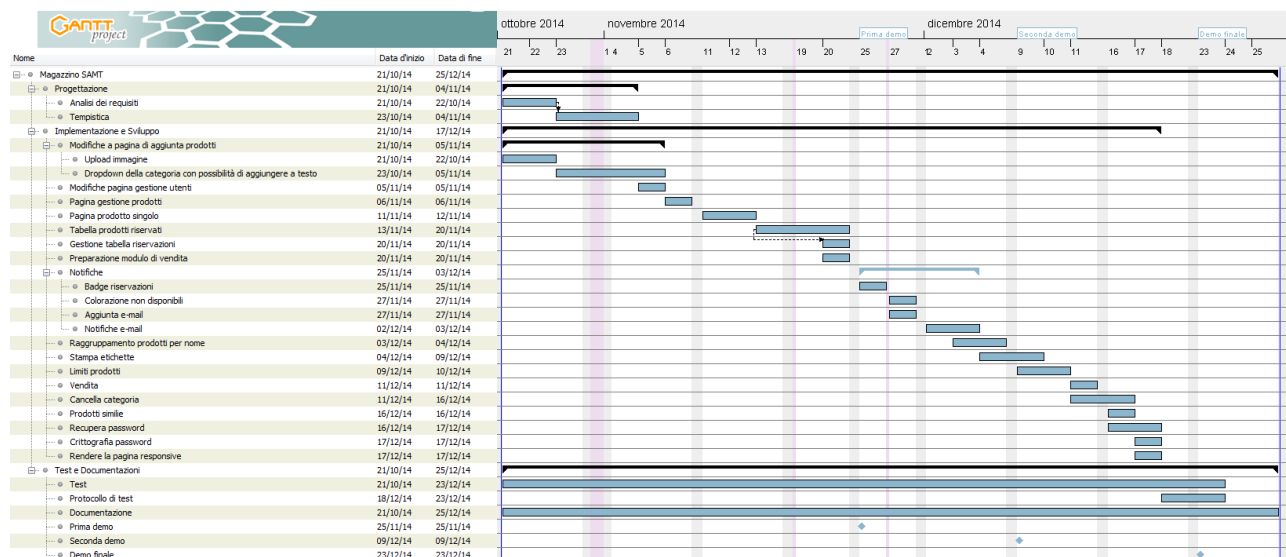 GANTT
project
ottobre 2014 novembre 2014 dicembre 2014
Prima demo Seconda demo Demo finale
21 22 23 1 4 5 6 11 12 13 19 20 25 27 1 2 3 4 9 10 11 16 17 18 23 24 25
Nome Data d'inizio Data di fine
Magazzino SAMT 21/10/14 25/12/14
Progettazione 21/10/14 04/11/14
Analisi dei requisiti 21/10/14 22/10/14
Tempistica 23/10/14 04/11/14
Implementazione e Sviluppo 21/10/14 17/12/14
Modifiche a pagina di aggiunta prodotti 21/10/14 05/11/14
Upload immagine 21/10/14 22/10/14
Dropdown della categoria con possibilità di aggiungere a testo 23/10/14 05/11/14
Modifiche pagina gestione utenti 05/11/14 05/11/14
Pagina gestione prodotti 06/11/14 06/11/14
Pagina prodotto singolo 11/11/14 12/11/14
Tabella prodotti riservati 13/11/14 20/11/14
Gestione tabella riservazioni 20/11/14 20/11/14
Preparazione modulo di vendita 20/11/14 20/11/14
Notifiche 25/11/14 03/12/14
Badge riservazioni 25/11/14 25/11/14
Colorazione non disponibili 27/11/14 27/11/14
Aggiunta e-mail 27/11/14 27/11/14
Notifiche e-mail 02/12/14 03/12/14
Raggruppamento prodotti per nome 03/12/14 04/12/14
Stampa etichette 04/12/14 09/12/14
Limiti prodotti 09/12/14 10/12/14
Vendita 11/12/14 11/12/14
Cancella categoria 11/12/14 16/12/14
Prodotti similie 16/12/14 16/12/14
Recupera password 16/12/14 17/12/14
Crittografia password 17/12/14 17/12/14
Rendere la pagina responsive 17/12/14 17/12/14
Test e Documentazioni 21/10/14 25/12/14
Test 21/10/14 23/12/14
Protocollo di test 18/12/14 23/12/14
Documentazione 21/10/14 25/12/14
Prima demo 25/11/14 25/11/14
Seconda demo 09/12/14 09/12/14
Demo finale 23/12/14 23/12/14